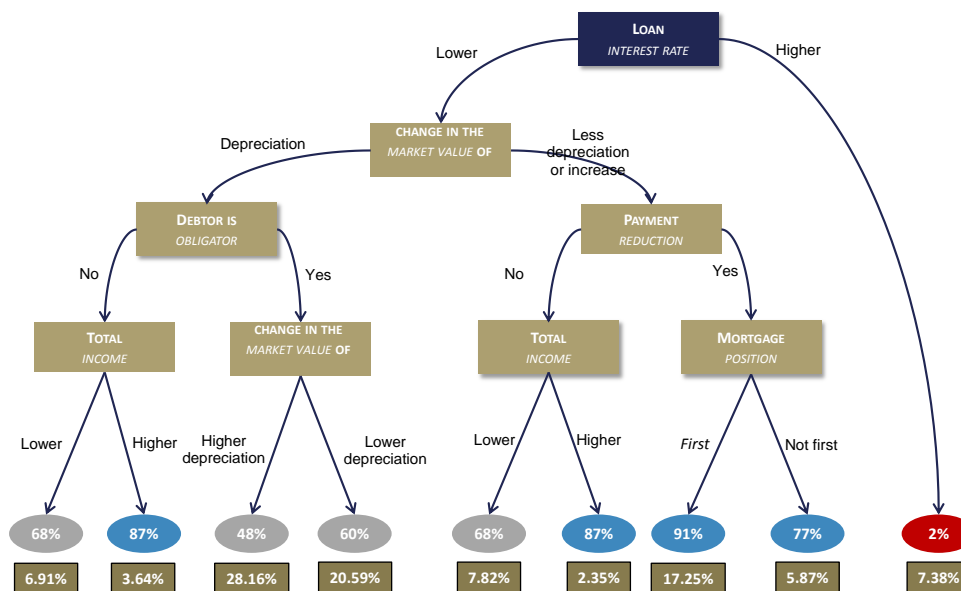 LOAN
INTEREST RATE
Lower
Higher
CHANGE IN THE
MARKET VALUE OF
Depreciation
Less
depreciation
or increase
DEBTOR IS
OBLIGATOR
PAYMENT
REDUCTION
No
Yes
No
Yes
TOTAL
INCOME
CHANGE IN THE
MARKET VALUE OF
TOTAL
INCOME
MORTGAGE
POSITION
Lower
Higher
Higher
depreciation
Lower
depreciation
Lower
Higher
First
Not first
68%
87%
48%
60%
68%
87%
91%
77%
2%
6.91%
3.64%
28.16%
20.59%
7.82%
2.35%
17.25%
5.87%
7.38%